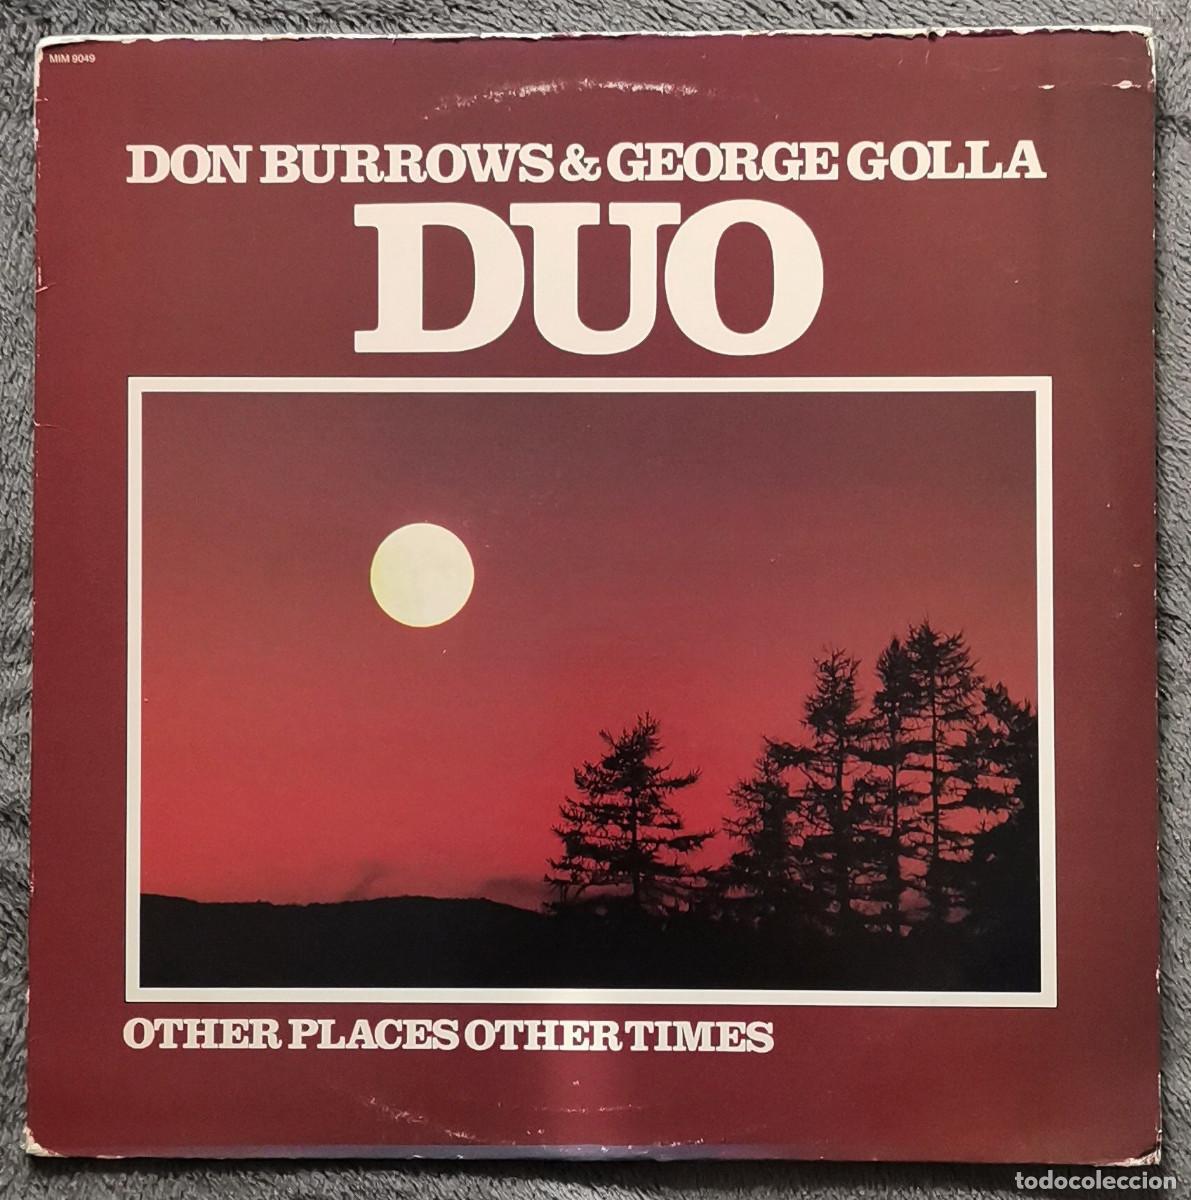 MIM 9049
DON BURROWS & GEORGE GOLLA
DUO
OTHER PLACES OTHER TIMES
todocoleccion